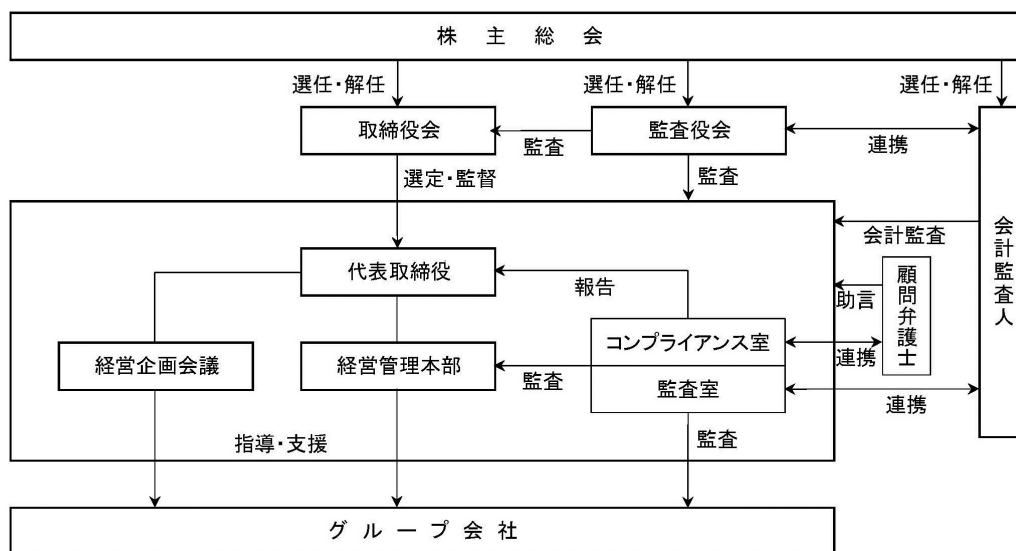 株主総会
選任・解任
選任・解任
選任・解任
取締役会
監査
監査役会
連携
選定・監督
監査
会計監査
会計監査人
代表取締役
報告
助言
顧問弁護士
経営企画会議
経営管理本部
監査
コンプライアンス室
連携
監査室
連携
指導・支援
監査
グループ会社